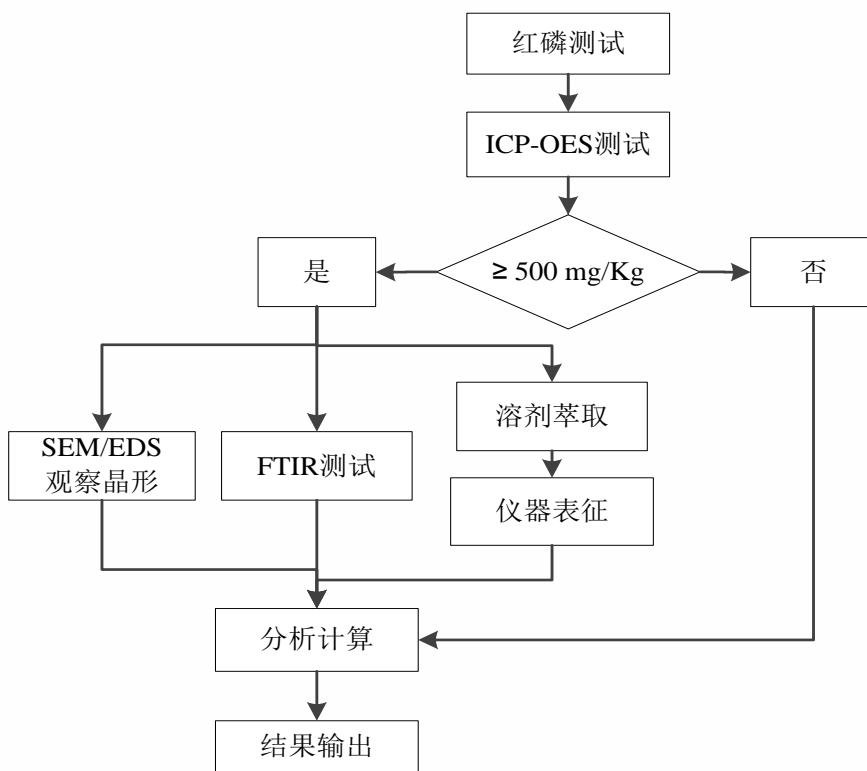 红磷测试
ICP-OES测试
≥ 500 mg/Kg
是
否
SEM/EDS
观察晶形
FTIR测试
溶剂萃取
仪器表征
分析计算
结果输出